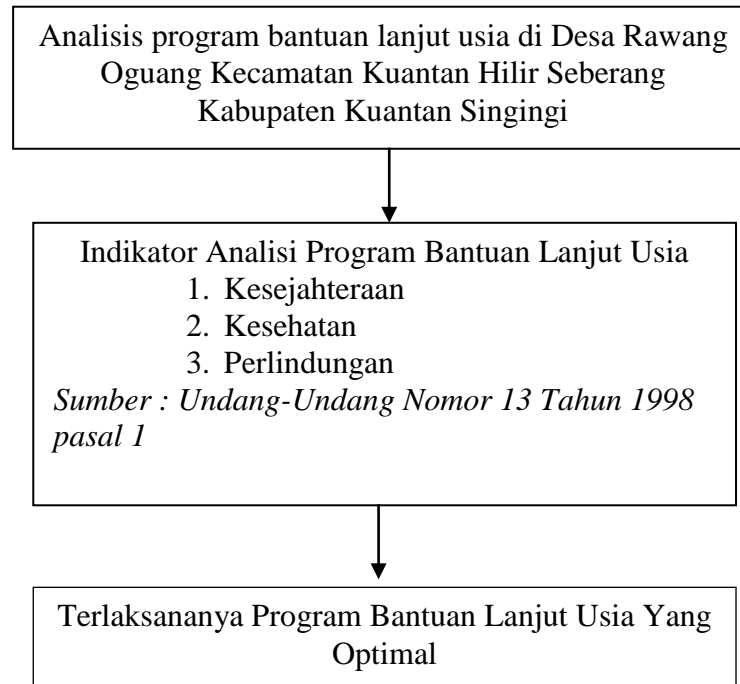 Analisis program bantuan lanjut usia di Desa Rawang
Oguang Kecamatan Kuantan Hilir Seberang
Kabupaten Kuantan Singingi
Indikator Analisi Program Bantuan Lanjut Usia
1. Kesejahteraan
2. Kesehatan
3. Perlindungan
Sumber : Undang-Undang Nomor 13 Tahun 1998
pasal 1
Terlaksananya Program Bantuan Lanjut Usia Yang
Optimal